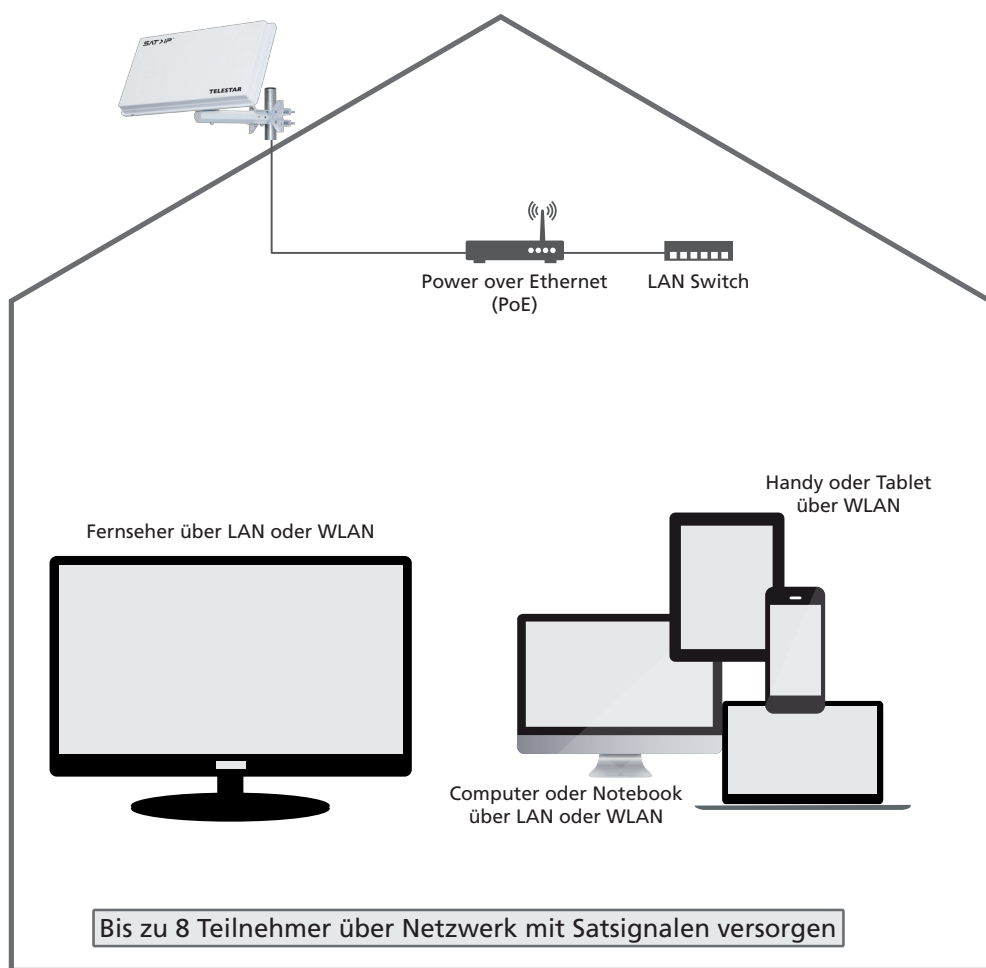 SAT>IP
TELESTAR
Power over Ethernet
(PoE)
LAN Switch
Handy oder Tablet
über WLAN
Fernseher über LAN oder WLAN
Computer oder Notebook
über LAN oder WLAN
Bis zu 8 Teilnehmer über Netzwerk mit Satsignalen versorgen